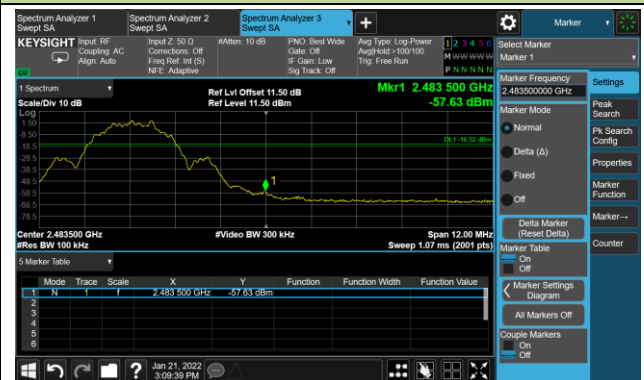 Spectrum Analyzer 1
Swept SA
Spectrum Analyzer 2
Swept SA
Spectrum Analyzer 3
Swept SA
Marker
KEYSIGHT
Input: RF
Coupling: AC
Align: Auto
Input Z: 50 Ω
Corrections: Off
Freq Ref: Int (S)
NFE: Adaptive
#Atten: 10 dB
PNO: Best Wide
Gate: Off
IF Gain: Low
Sig Track: Off
Avg Type: Log-Power
Avg|Hold:>100/100
Trig: Free Run
1 2 3 4 5 6
M W W W W W
P N N N N N
LW
Select Marker
Marker 1
1 Spectrum
Scale/Div 10 dB
Log
Ref Lvl Offset 11.50 dB
Ref Level 11.50 dBm
Mkr1 2.483 500 GHz
-57.63 dBm
1.50
-8.50
-18.5
-28.5
-38.5
-48.5
-58.5
-68.5
-78.5
DL1 -16.52 dBm
1
Center 2.483500 GHz
#Res BW 100 kHz
#Video BW 300 kHz
Span 12.00 MHz
Sweep 1.07 ms (2001 pts)
5 Marker Table
Mode Trace Scale X Y Function Function Width Function Value
1 N 1 f 2.483 500 GHz -57.63 dBm
2
3
4
5
6
Marker Frequency
2.483500000 GHz
Marker Mode
Normal
Delta (Δ)
Fixed
Off
Delta Marker
(Reset Delta)
Marker Table
On
Off
Marker Settings
Diagram
All Markers Off
Couple Markers
On
Off
Settings
Peak
Search
Pk Search
Config
Properties
Marker
Function
Marker→
Counter
Jan 21, 2022
3:09:39 PM